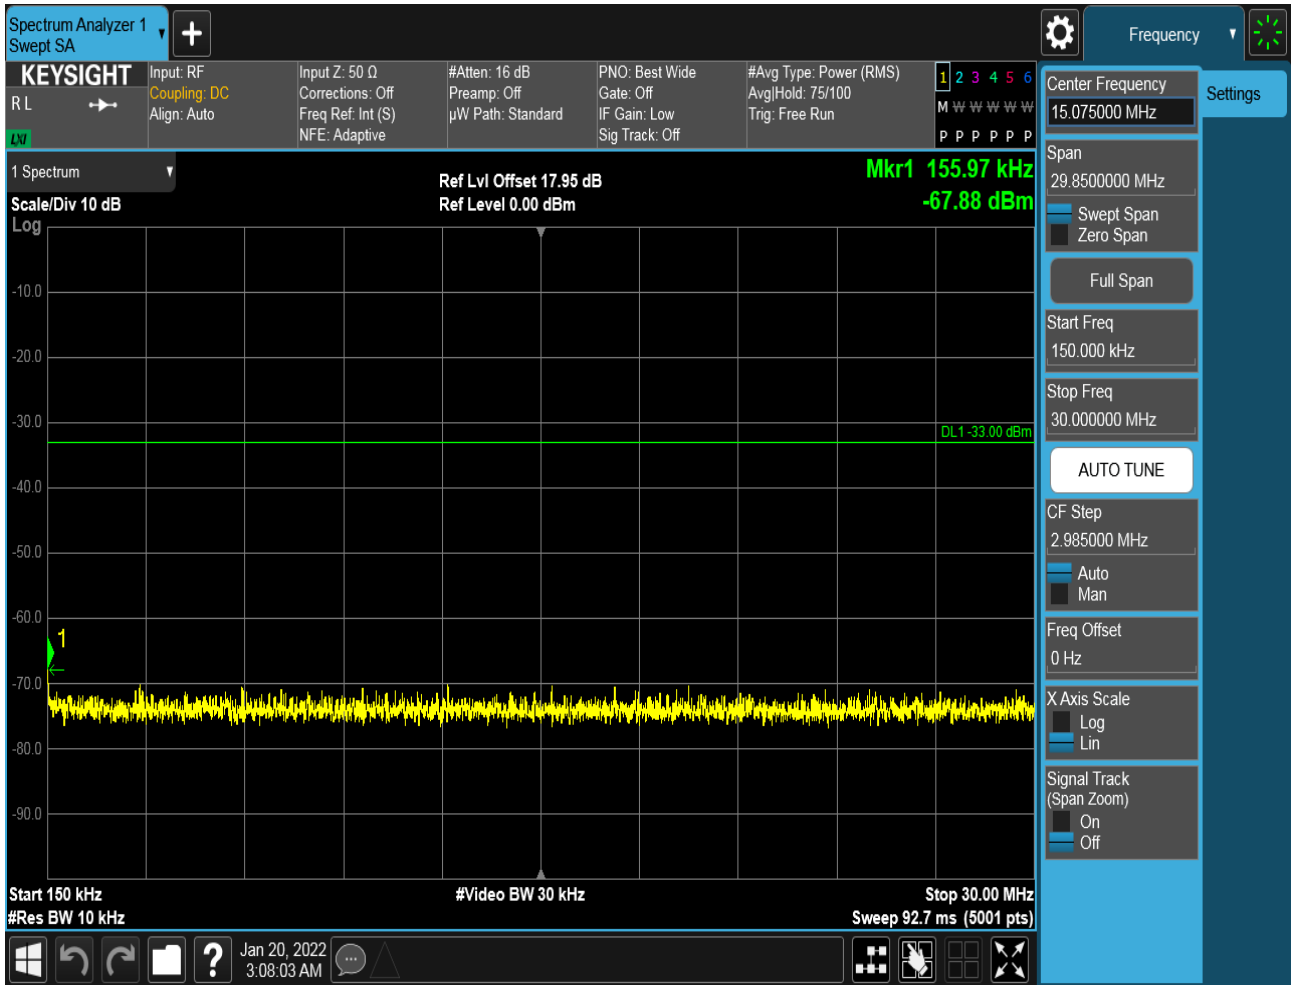 Spectrum Analyzer 1
Swept SA
Frequency
KEYSIGHT
R L
LXI
Input: RF
Coupling: DC
Align: Auto
Input Z: 50 Ω
Corrections: Off
Freq Ref: Int (S)
NFE: Adaptive
#Atten: 16 dB
Preamp: Off
µW Path: Standard
PNO: Best Wide
Gate: Off
IF Gain: Low
Sig Track: Off
#Avg Type: Power (RMS)
Avg|Hold: 75/100
Trig: Free Run
1 2 3 4 5 6
M W W W W W
P P P P P P
1 Spectrum
Scale/Div 10 dB
Log
Ref Lvl Offset 17.95 dB
Ref Level 0.00 dBm
Mkr1 155.97 kHz
-67.88 dBm
-10.0
-20.0
-30.0
DL1 -33.00 dBm
-40.0
-50.0
-60.0
1
-70.0
-80.0
-90.0
Start 150 kHz
#Video BW 30 kHz
Stop 30.00 MHz
#Res BW 10 kHz
Sweep 92.7 ms (5001 pts)
?
Jan 20, 2022
3:08:03 AM
Center Frequency
15.075000 MHz
Settings
Span
29.8500000 MHz
Swept Span
Zero Span
Full Span
Start Freq
150.000 kHz
Stop Freq
30.000000 MHz
AUTO TUNE
CF Step
2.985000 MHz
Auto
Man
Freq Offset
0 Hz
X Axis Scale
Log
Lin
Signal Track
(Span Zoom)
On
Off